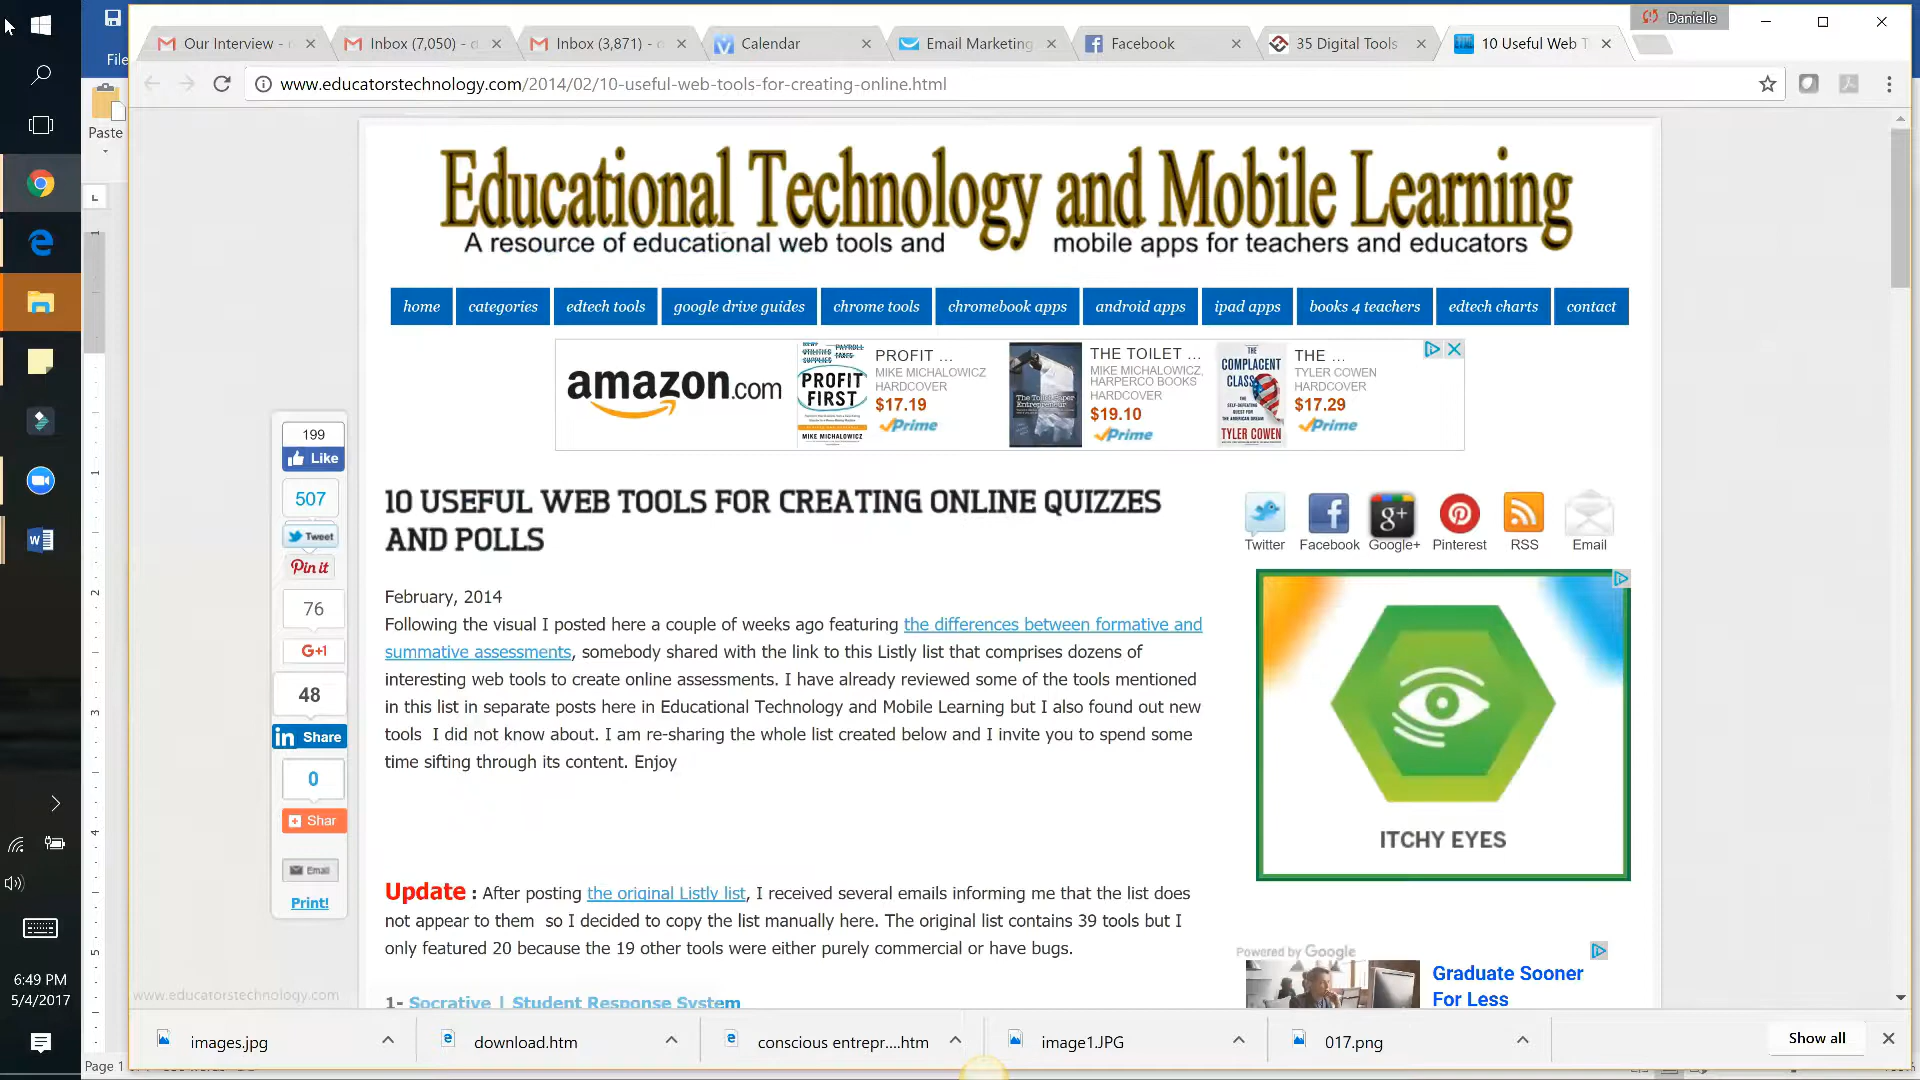 Danielle
Our Interview -
Inbox (7,050) - d
Inbox (3,871) - d
Calendar
Email Marketing
Facebook
35 Digital Tools
10 Useful Web T
File
www.educatorstechnology.com/2014/02/10-useful-web-tools-for-creating-online.html
Paste
Educational Technology and Mobile Learning
A resource of educational web tools and mobile apps for teachers and educators
home
categories
edtech tools
google drive guides
chrome tools
chromebook apps
android apps
ipad apps
books 4 teachers
edtech charts
contact
amazon.com
PROFIT FIRST
MIKE MICHALOWICZ
PROFIT ...
MIKE MICHALOWICZ
HARDCOVER
$17.19
Prime
THE TOILET ...
MIKE MICHALOWICZ,
HARPERCO BOOKS
HARDCOVER
$19.10
Prime
THE COMPLACENT CLASS
TYLER COWEN
THE ...
TYLER COWEN
HARDCOVER
$17.29
Prime
199
Like
507
Tweet
Pin it
76
G+1
48
in Share
0
Shar
Email
Print!
10 USEFUL WEB TOOLS FOR CREATING ONLINE QUIZZES
AND POLLS
Twitter
Facebook
Google+
Pinterest
RSS
Email
February, 2014
Following the visual I posted here a couple of weeks ago featuring the differences between formative and
summative assessments, somebody shared with the link to this Listly list that comprises dozens of
interesting web tools to create online assessments. I have already reviewed some of the tools mentioned
in this list in separate posts here in Educational Technology and Mobile Learning but I also found out new
tools I did not know about. I am re-sharing the whole list created below and I invite you to spend some
time sifting through its content. Enjoy
ITCHY EYES
Update : After posting the original Listly list, I received several emails informing me that the list does
not appear to them so I decided to copy the list manually here. The original list contains 39 tools but I
only featured 20 because the 19 other tools were either purely commercial or have bugs.
Powered by Google
Graduate Sooner
For Less
1- Socrative | Student Response System
www.educatorstechnology.com
6:49 PM
5/4/2017
images.jpg
download.htm
conscious entrepr....htm
image1.JPG
017.png
Show all
Page 1